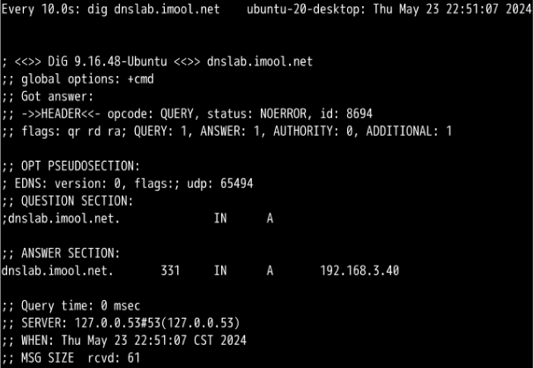 Every 10.0s: dig dnslab.imool.net    ubuntu-20-desktop: Thu May 23 22:51:07 2024
; <<>> DiG 9.16.48-Ubuntu <<>> dnslab.imool.net
;; global options: +cmd
;; Got answer:
;; ->>HEADER<<- opcode: QUERY, status: NOERROR, id: 8694
;; flags: qr rd ra; QUERY: 1, ANSWER: 1, AUTHORITY: 0, ADDITIONAL: 1
;; OPT PSEUDOSECTION:
; EDNS: version: 0, flags:; udp: 65494
;; QUESTION SECTION:
;dnslab.imool.net.              IN      A
;; ANSWER SECTION:
dnslab.imool.net.       331     IN      A       192.168.3.40
;; Query time: 0 msec
;; SERVER: 127.0.0.53#53(127.0.0.53)
;; WHEN: Thu May 23 22:51:07 CST 2024
;; MSG SIZE  rcvd: 61